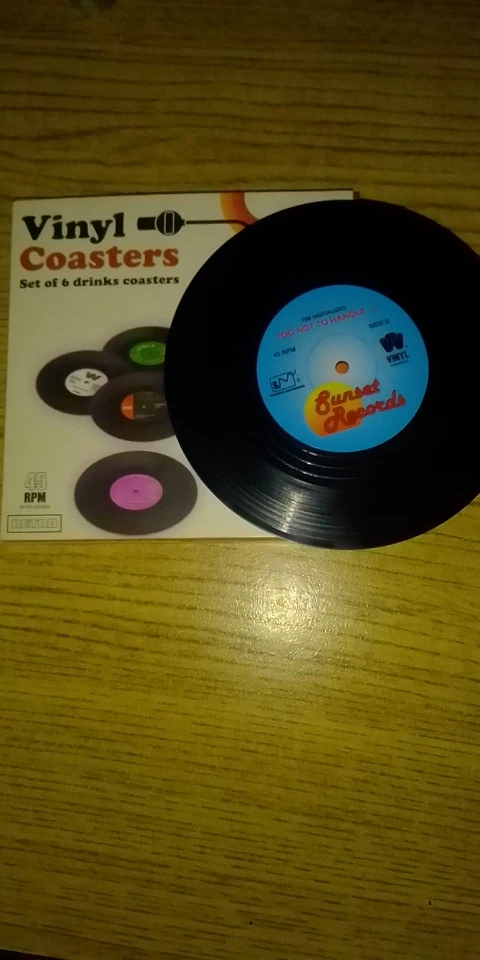 Vinyl
Coasters
Set of 6 drinks coasters
45
RPM
RETRO
THE NOSTALGICS
TOO HOT TO HANDLE
45 RPM
SIDE
VINYL
Sunset
Records